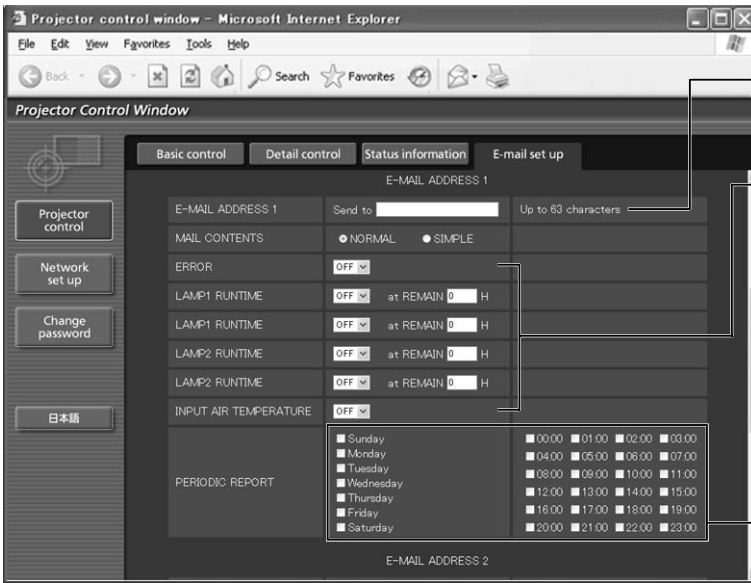 Projector control window - Microsoft Internet Explorer
File Edit View Favorites Tools Help
Back Search Favorites
Projector Control Window
Basic control Detail control Status information E-mail set up
Projector control
Network set up
Change password
日本語
E-MAIL ADDRESS 1
E-MAIL ADDRESS 1 Send to Up to 63 characters
MAIL CONTENTS NORMAL SIMPLE
ERROR OFF
LAMP1 RUNTIME OFF at REMAIN 0 H
LAMP1 RUNTIME OFF at REMAIN 0 H
LAMP2 RUNTIME OFF at REMAIN 0 H
LAMP2 RUNTIME OFF at REMAIN 0 H
INPUT AIR TEMPERATURE OFF
PERIODIC REPORT
Sunday
Monday
Tuesday
Wednesday
Thursday
Friday
Saturday
00:00 01:00 02:00 03:00
04:00 05:00 06:00 07:00
08:00 09:00 10:00 11:00
12:00 13:00 14:00 15:00
16:00 17:00 18:00 19:00
20:00 21:00 22:00 23:00
E-MAIL ADDRESS 2